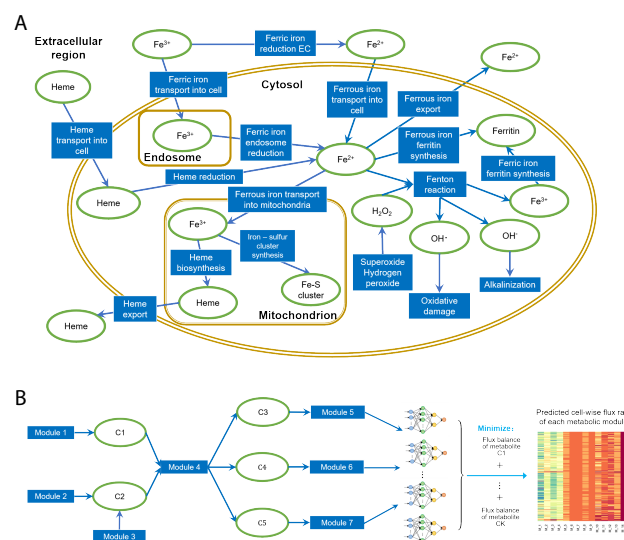 A
Extracellular
region
Fe3+
Ferric iron
reduction EC
Fe2+
Fe2+
Heme
Ferric iron
transport into cell
Cytosol
Ferrous iron
transport into
cell
Ferrous iron
export
Heme
transport into
cell
Fe3+
Endosome
Ferric iron
endosome
reduction
Ferrous iron
ferritin
synthesis
Ferritin
Fe2+
Ferric iron
ferritin synthesis
Heme reduction
Fenton
reaction
Heme
Ferrous iron transport
into mitochondria
H2O2
Fe3+
Fe3+
Iron – sulfur
cluster
synthesis
OH·
OH-
Heme
biosynthesis
Superoxide
Hydrogen
peroxide
Fe-S
cluster
Alkalinization
Heme
export
Heme
Mitochondrion
Oxidative
damage
Heme
B
Module 1
C1
Module 2
C2
Module 3
Module 4
C3
Module 5
C4
Module 6
C5
Module 7
Minimize:
Flux balance
of metabolite
C1
+
⋮
+
Flux balance
of metabolite
CK
Predicted cell-wise flux ra
of each metabolic modul